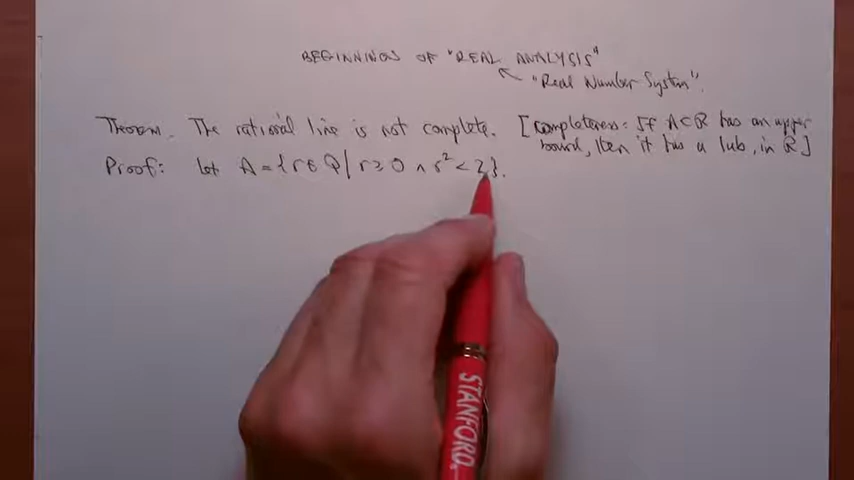 BEGINNINGS OF "REAL ANALYSIS"
"Real Number System".
Theorem. The rational line is not complete. [completeness: If A⊂R has an upper
bound, then it has a lub, in R]
Proof: Let A = {r ∈ Q | r ≥ 0 ∧ r² < 2}.
STANFORD